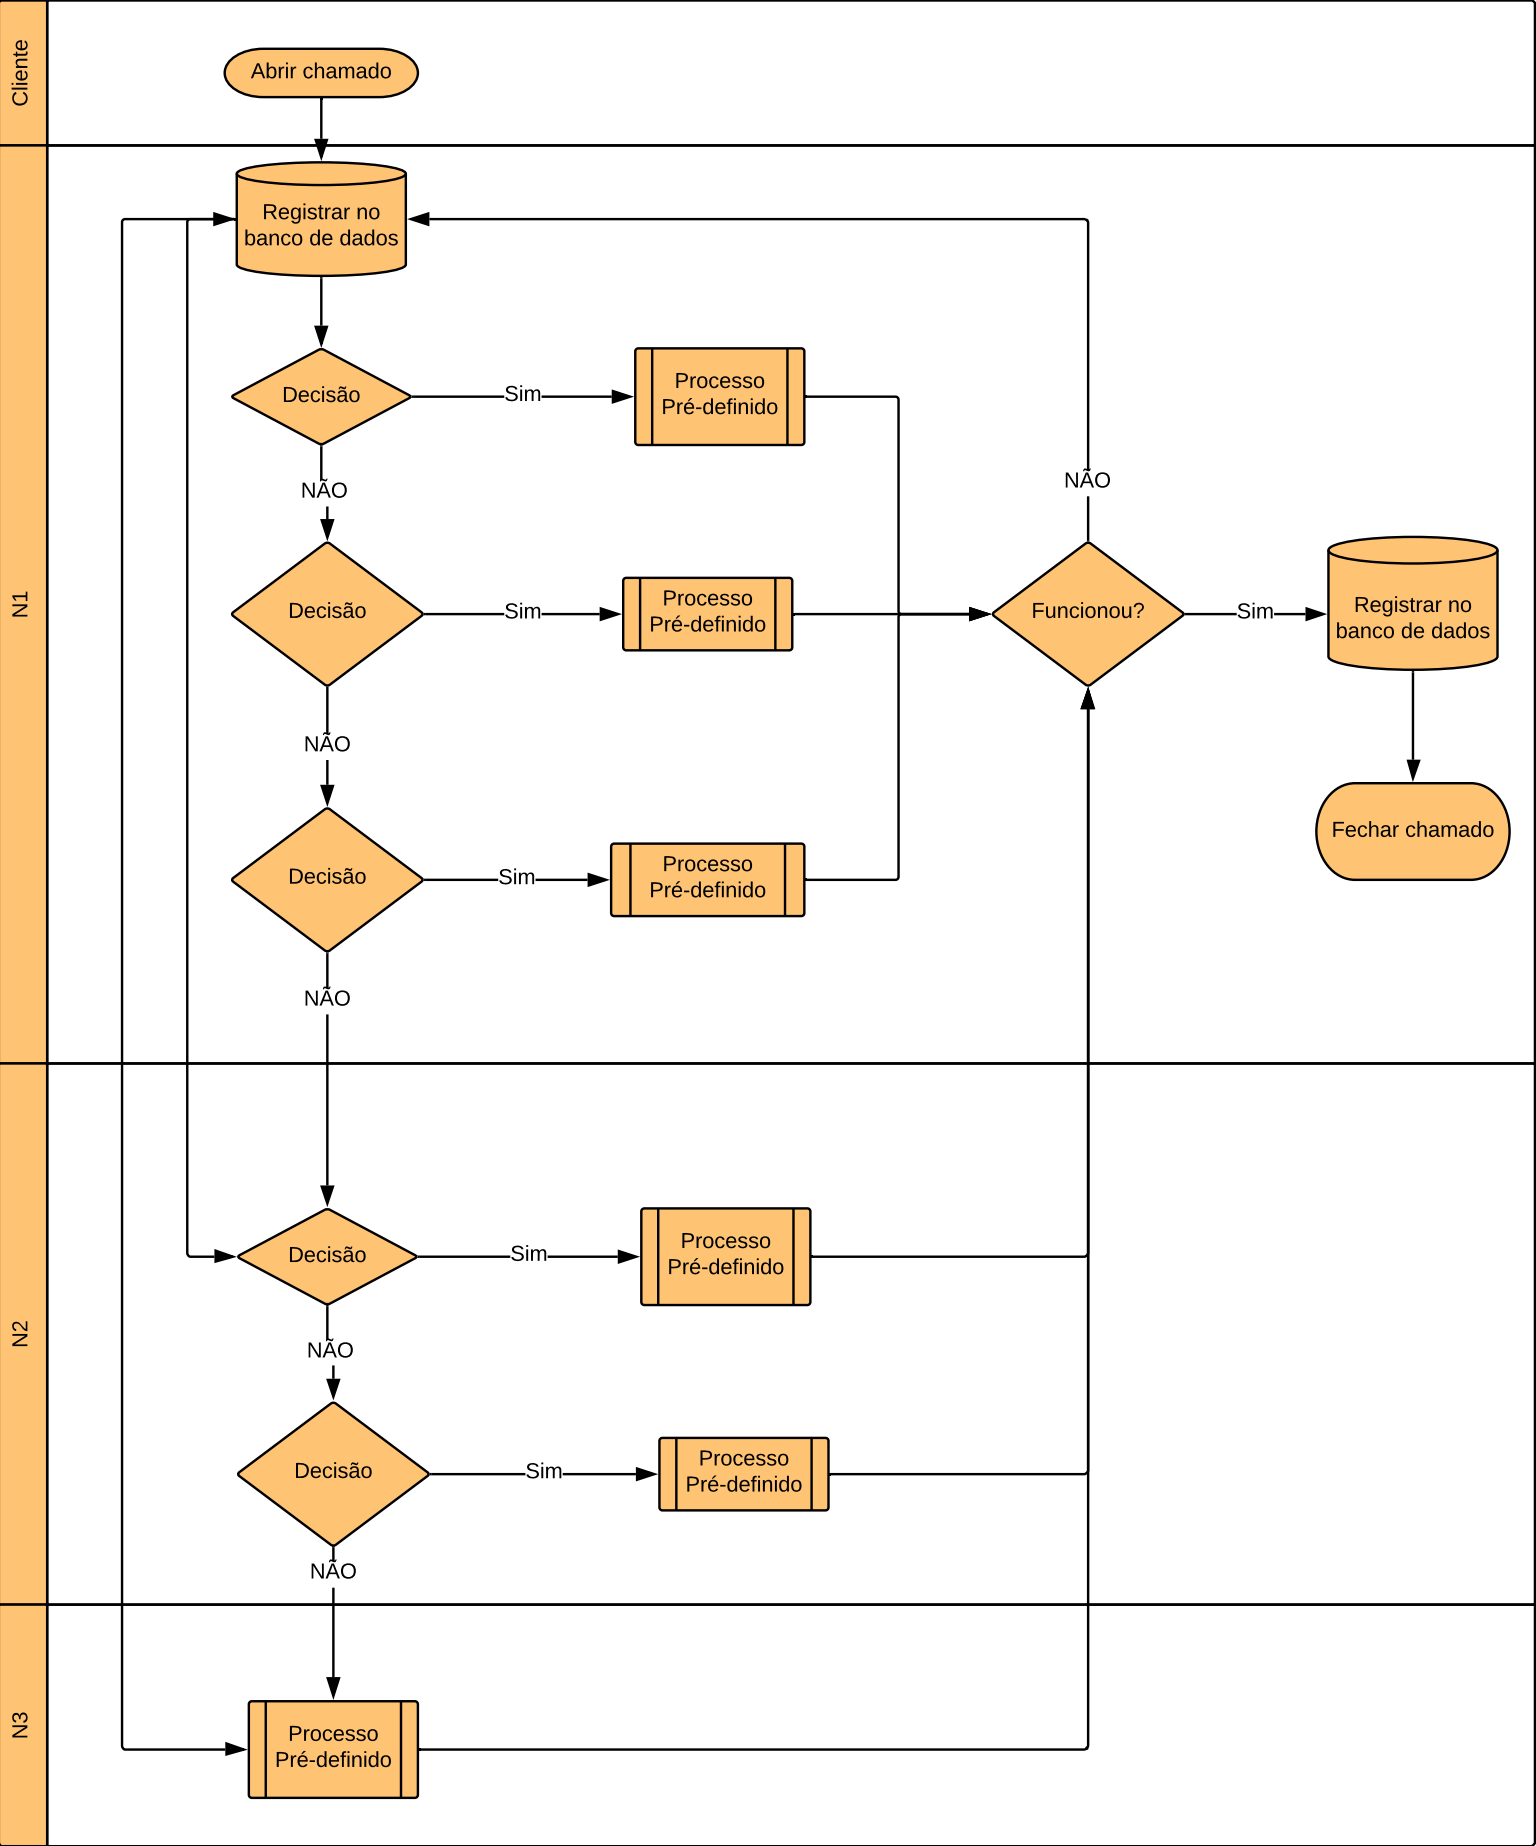 Cliente
Abrir chamado
N1
Registrar no
banco de dados
Decisão
Sim
Processo
Pré-definido
NÃO
NÃO
Decisão
Sim
Processo
Pré-definido
Funcionou?
Sim
Registrar no
banco de dados
NÃO
Fechar chamado
Decisão
Sim
Processo
Pré-definido
NÃO
N2
Decisão
Sim
Processo
Pré-definido
NÃO
Decisão
Sim
Processo
Pré-definido
NÃO
N3
Processo
Pré-definido